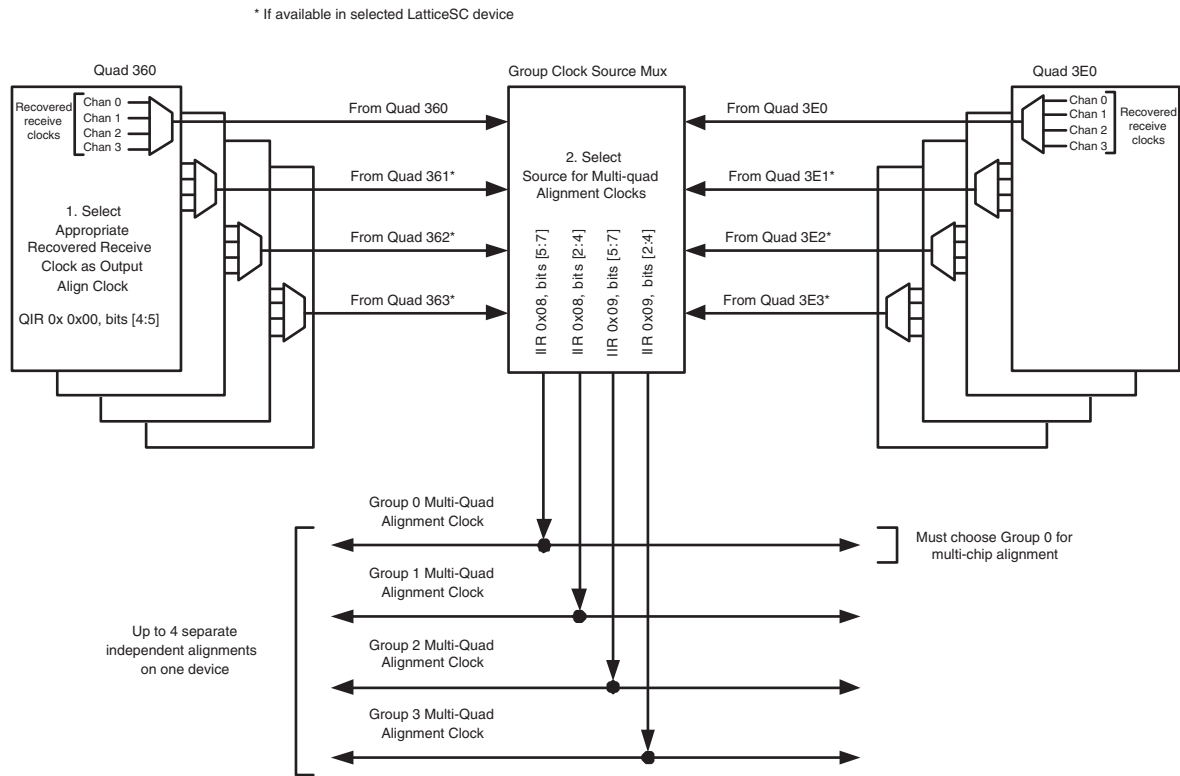 * If available in selected LatticeSC device
Quad 360
Group Clock Source Mux
Quad 3E0
Recovered
receive
clocks
Chan 0
Chan 1
Chan 2
Chan 3
From Quad 360
From Quad 3E0
Chan 0
Chan 1
Chan 2
Chan 3
Recovered
receive
clocks
1. Select
Appropriate
Recovered Receive
Clock as Output
Align Clock
QIR 0x 0x00, bits [4:5]
From Quad 361*
From Quad 362*
From Quad 363*
2. Select
Source for Multi-quad
Alignment Clocks
IIR 0x08, bits [5:7]
IIR 0x08, bits [2:4]
IIR 0x09, bits [5:7]
IIR 0x09, bits [2:4]
From Quad 3E1*
From Quad 3E2*
From Quad 3E3*
Group 0 Multi-Quad
Alignment Clock
Must choose Group 0 for
multi-chip alignment
Group 1 Multi-Quad
Alignment Clock
Up to 4 separate
independent alignments
on one device
Group 2 Multi-Quad
Alignment Clock
Group 3 Multi-Quad
Alignment Clock